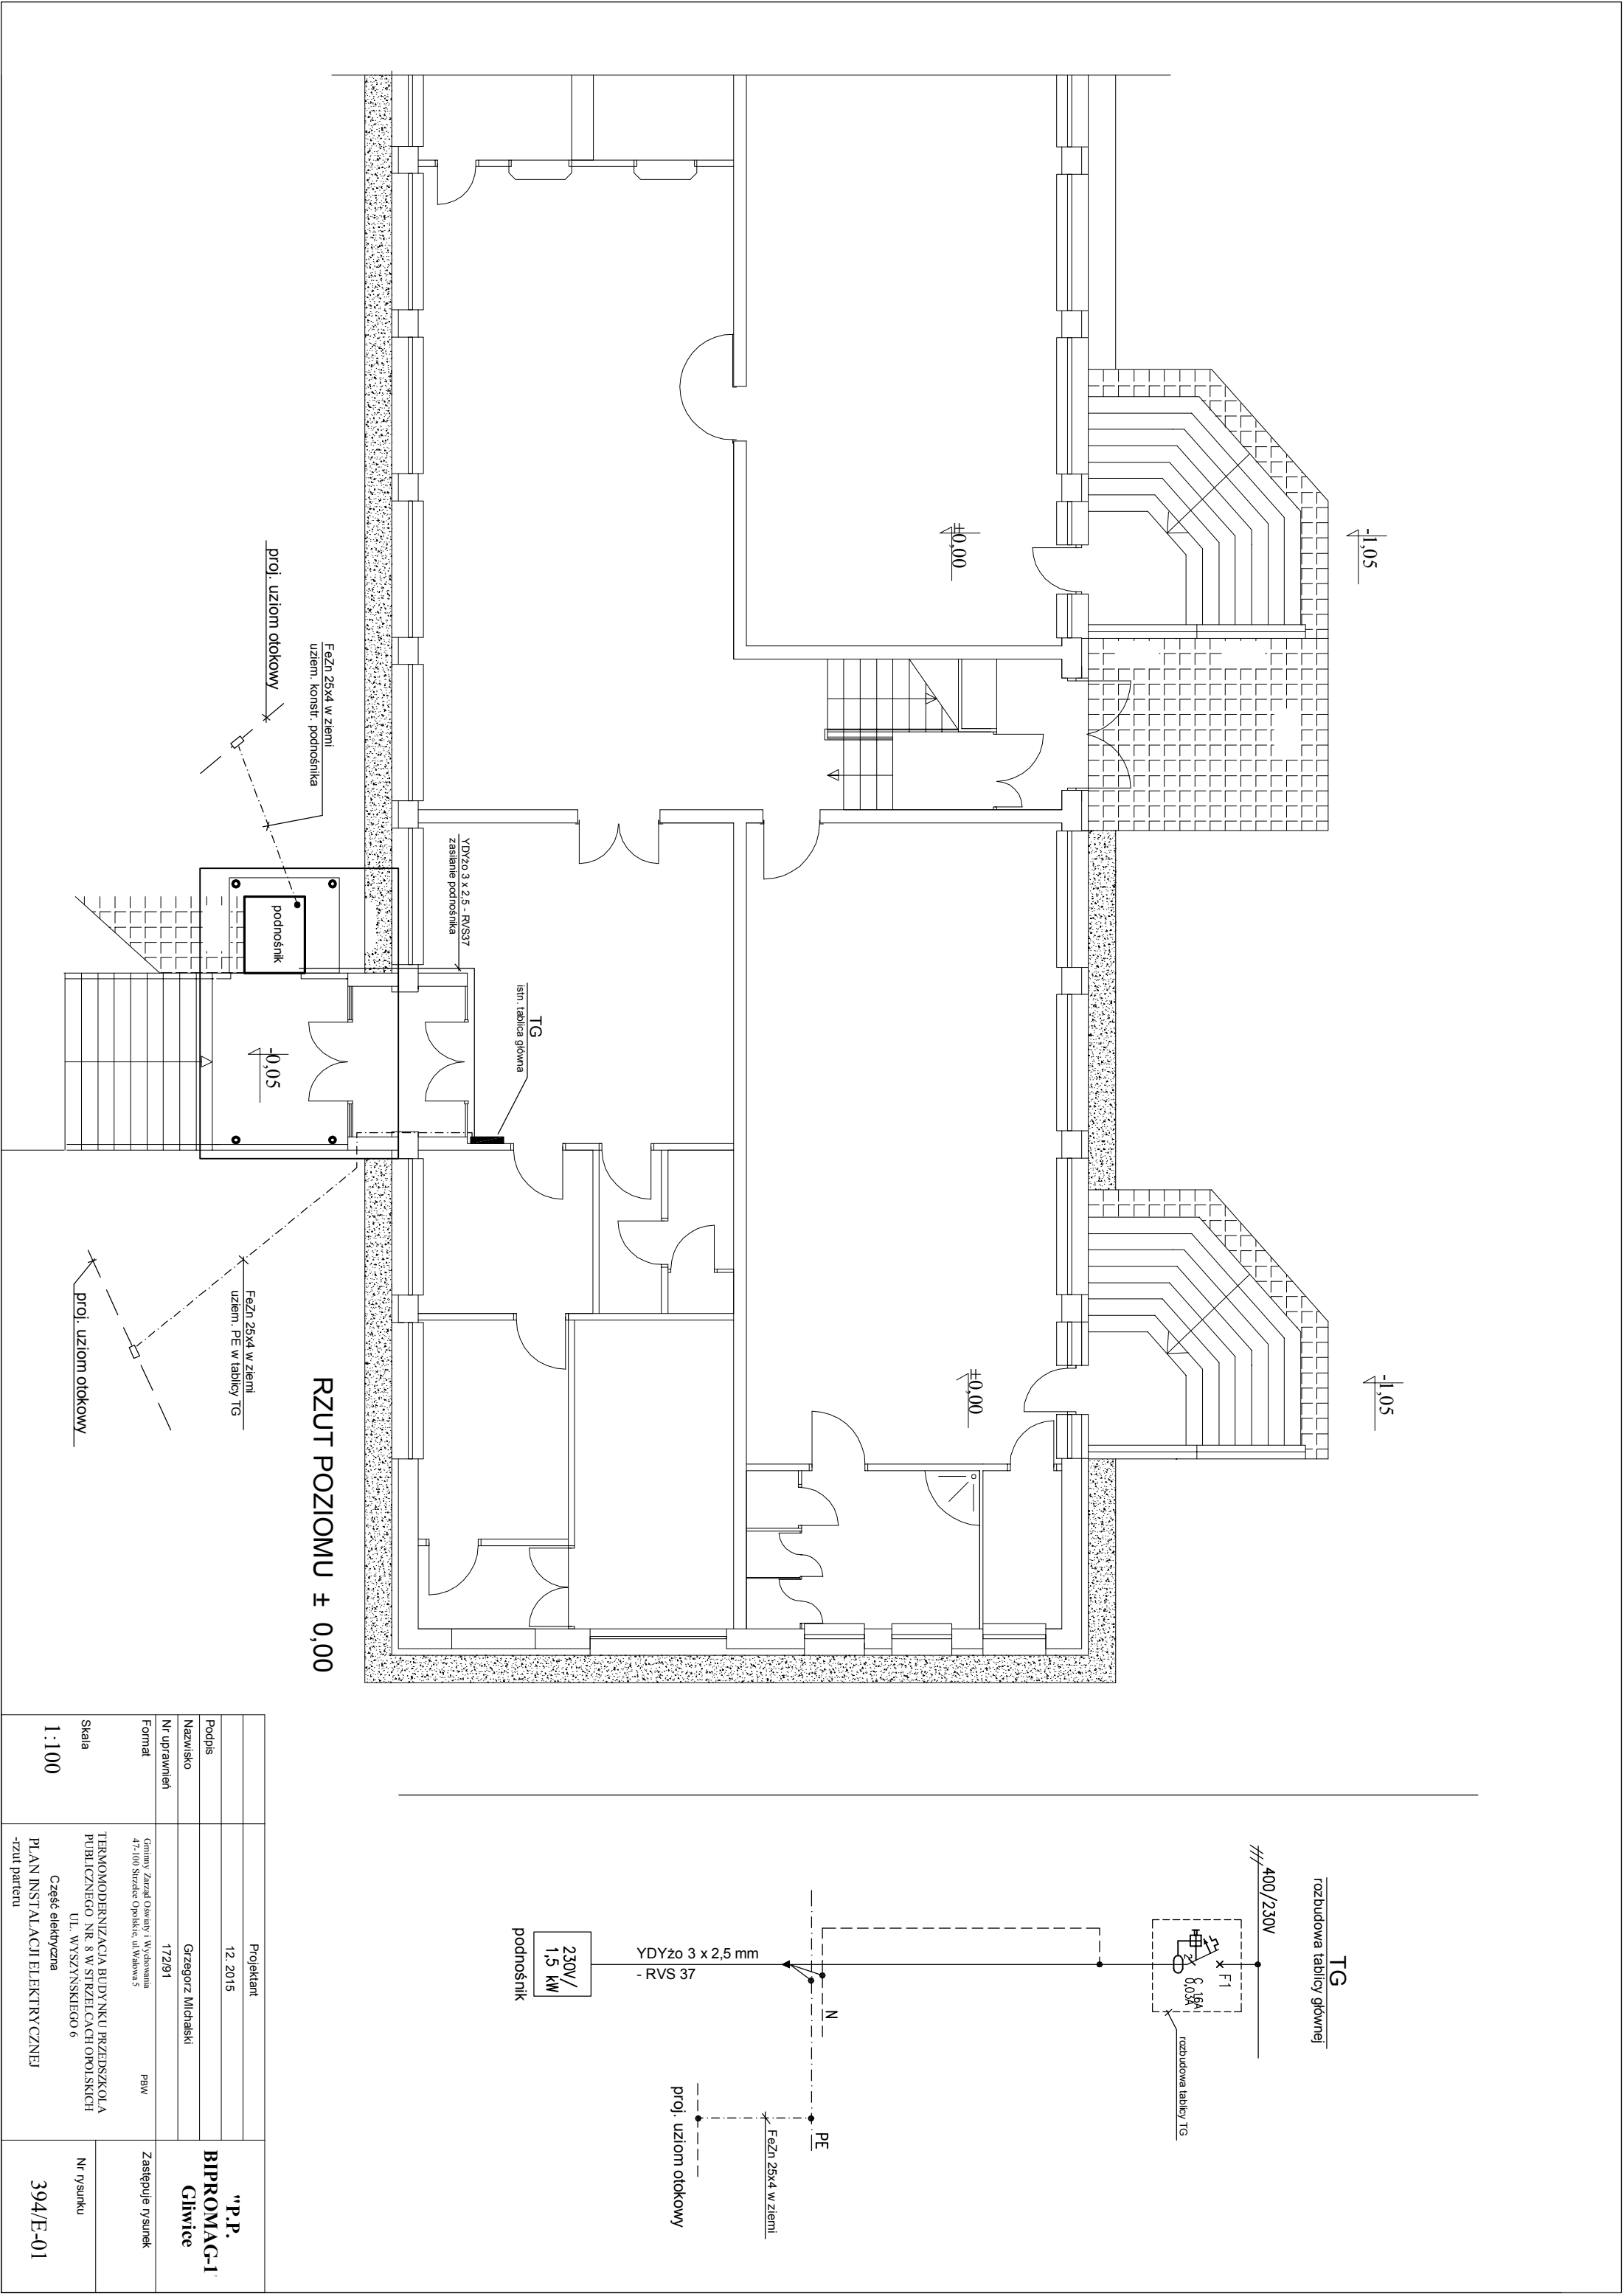 -1,05
-1,05
±0,00
±0,00
proj. uziom otokowy
FeZn 25x4 w ziemi
uziem. konstr. podnośnika
YDYżo 3 x 2,5 - RVS37
zasilanie podnośnika
podnośnik
TG
istn. tablica główna
-0,05
FeZn 25x4 w ziemi
uziem. PE w tablicy TG
proj. uziom otokowy
RZUT POZIOMU ± 0,00
TG
rozbudowa tablicy głównej
400/230V
F1
C 16A
0,03A
rozbudowa tablicy TG
YDYżo 3 x 2,5 mm
- RVS 37
N
PE
230V/
1,5 kW
podnośnik
FeZn 25x4 w ziemi
proj. uziom otokowy
Projektant
12. 2015
Podpis
Nazwisko
Grzegorz Michalski
Nr uprawnień
172/91
"P.P.
BIPROMAG-1'
Gliwice
Format
Gminny Zarząd Oświaty i Wychowania
47-100 Strzelce Opolskie, ul.Wałowa 5
PBW
Zastępuje rysunek
Skala
1:100
TERMOMODERNIZACJA BUDYNKU PRZEDSZKOLA
PUBLICZNEGO NR. 8 W STRZELCACH OPOLSKICH
UL. WYSZYŃSKIEGO 6
Część elektryczna
PLAN INSTALACJI ELEKTRYCZNEJ
-rzut parteru
Nr rysunku
394/E-01